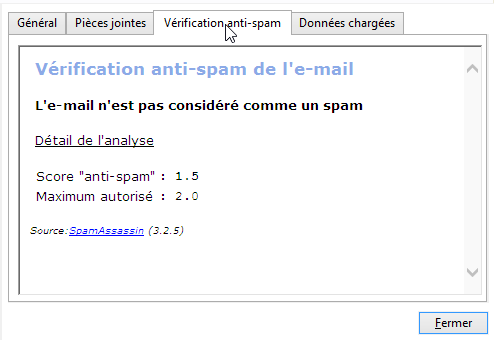 Général Pièces jointes Vérification anti-spam Données chargées
Vérification anti-spam de l'e-mail
L'e-mail n'est pas considéré comme un spam
Détail de l'analyse
Score "anti-spam" : 1.5
Maximum autorisé : 2.0
Source:SpamAssassin (3.2.5)
Fermer